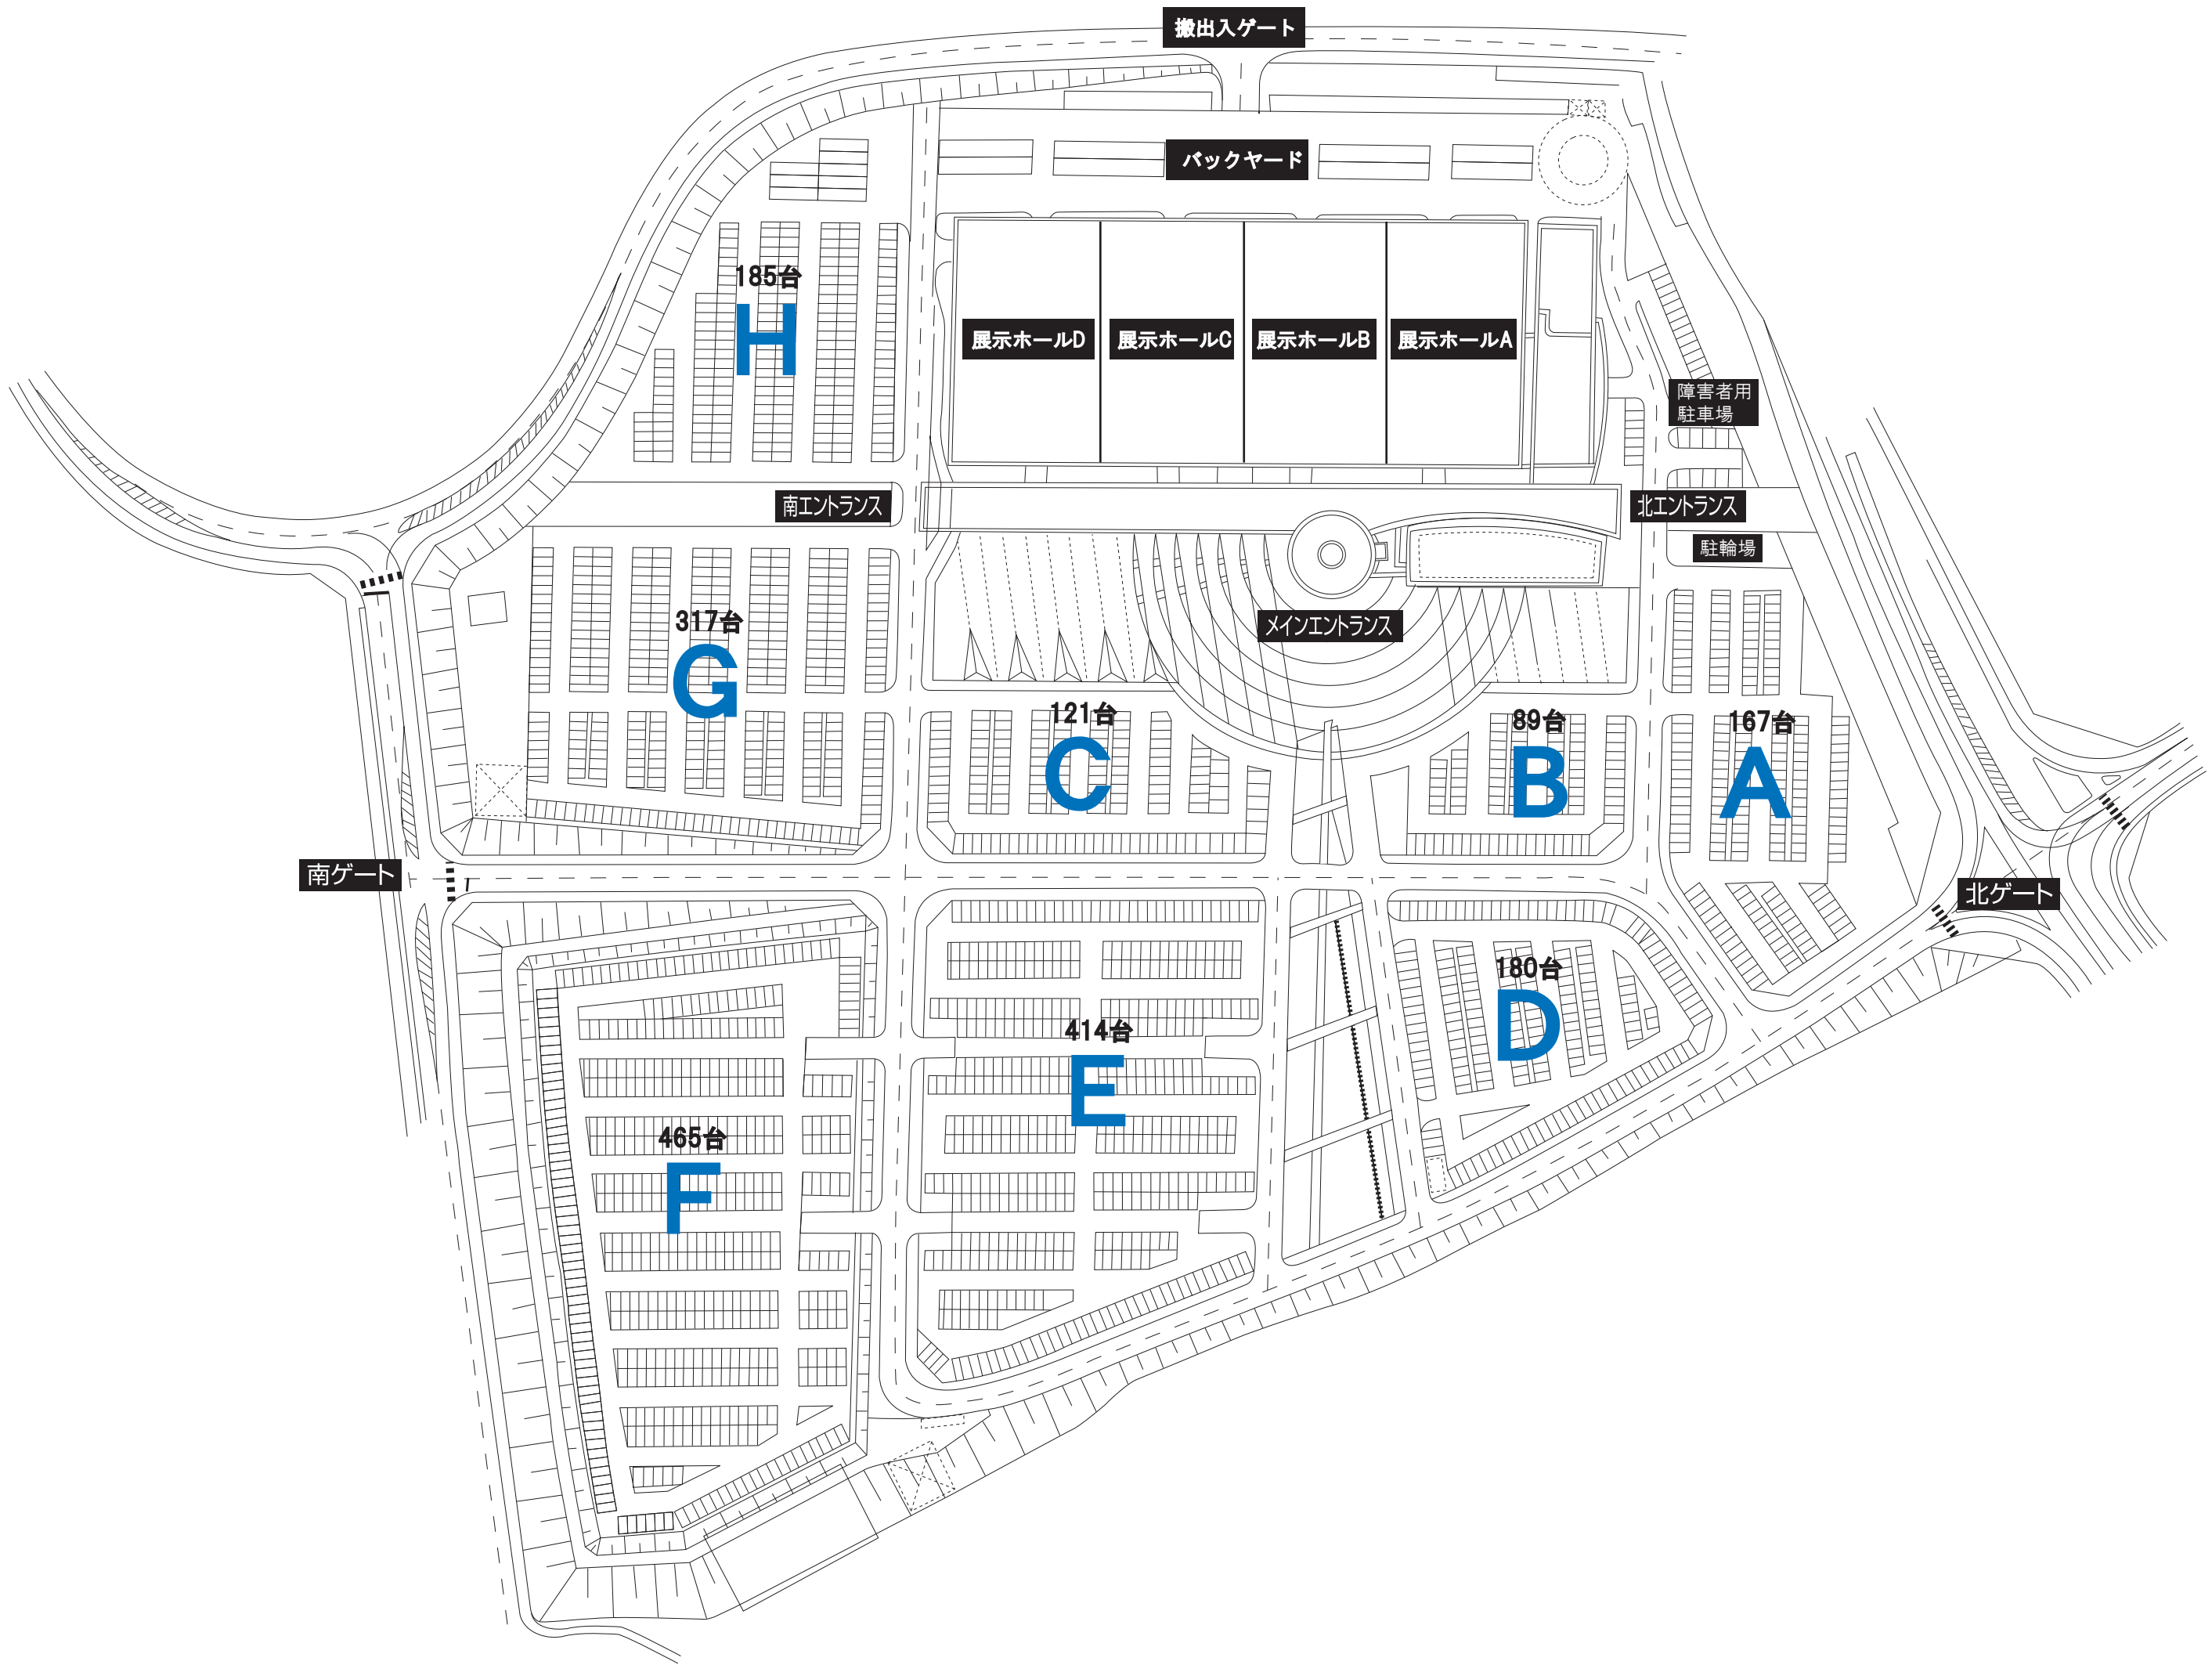 搬出入ゲート
バックヤード
185台
H
展示ホールD
展示ホールC
展示ホールB
展示ホールA
障害者用
駐車場
南エントランス
北エントランス
駐輪場
317台
G
メインエントランス
121台
C
89台
B
167台
A
南ゲート
北ゲート
180台
D
414台
E
465台
F